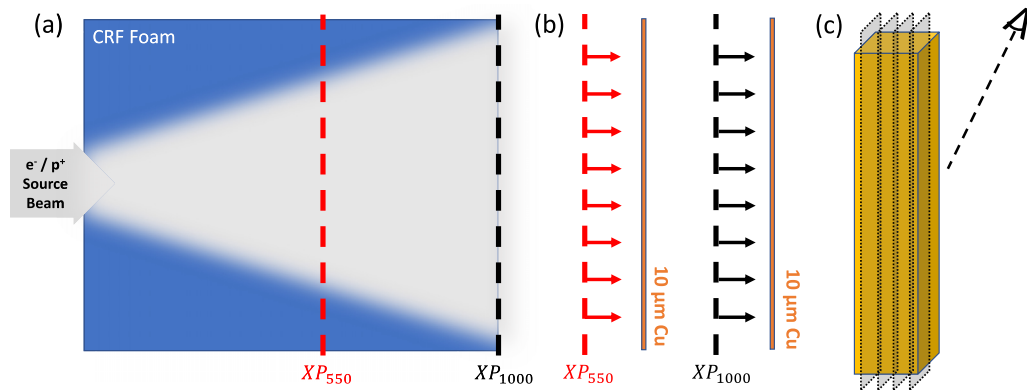 (a)
CRF Foam
e⁻ / p⁺
Source
Beam
XP₅₅₀
XP₁₀₀₀
(b)
10 μm Cu
10 μm Cu
XP₅₅₀
XP₁₀₀₀
(c)